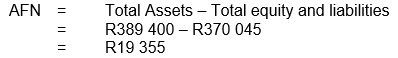 AFN = Total Assets – Total equity and liabilities
= R389 400 – R370 045
= R19 355